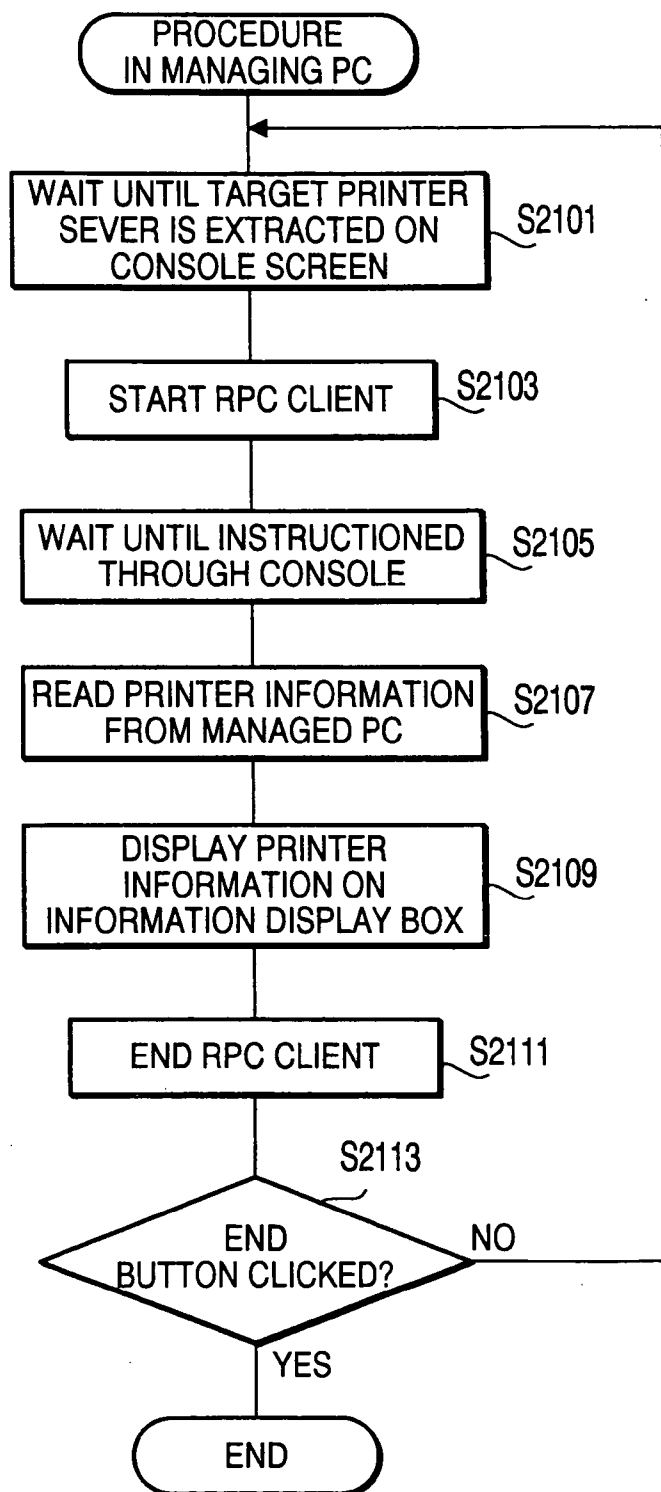 PROCEDURE
IN MANAGING PC
WAIT UNTIL TARGET PRINTER
SEVER IS EXTRACTED ON
CONSOLE SCREEN
S2101
START RPC CLIENT
S2103
WAIT UNTIL INSTRUCTIONED
THROUGH CONSOLE
S2105
READ PRINTER INFORMATION
FROM MANAGED PC
S2107
DISPLAY PRINTER
INFORMATION ON
INFORMATION DISPLAY BOX
S2109
END RPC CLIENT
S2111
S2113
END
BUTTON CLICKED?
NO
YES
END